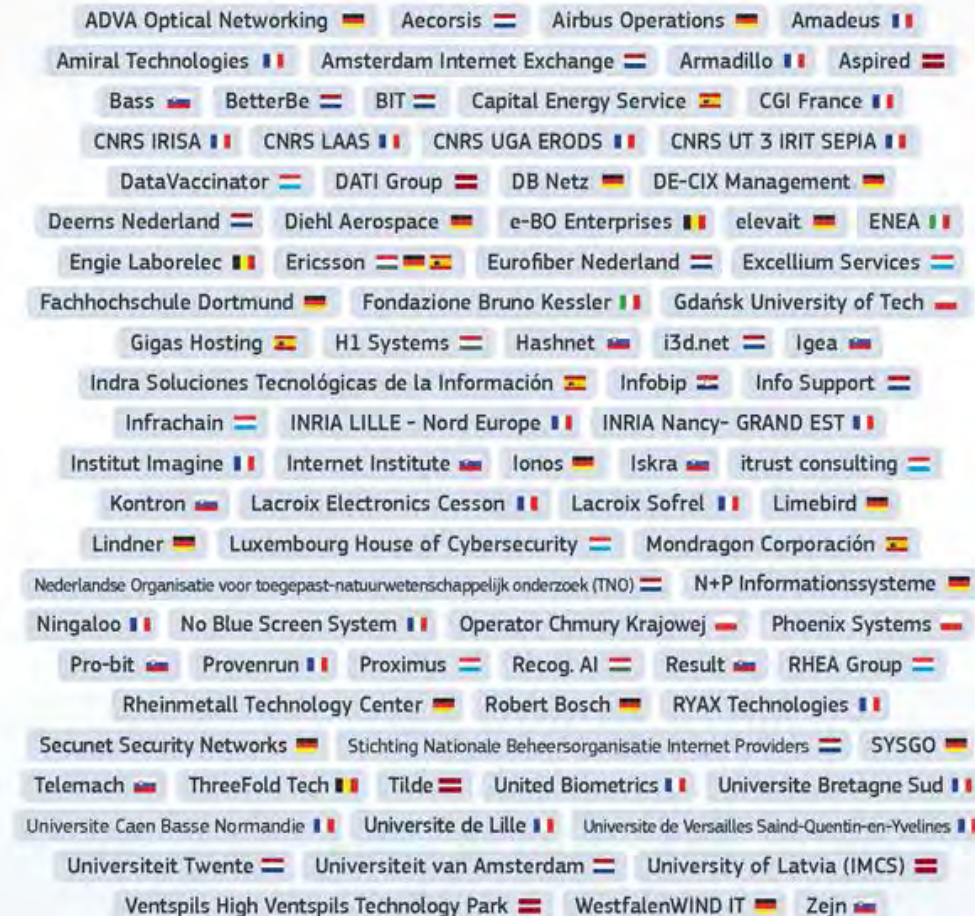 ADVA Optical Networking Aecorsis Airbus Operations Amadeus
Amiral Technologies Amsterdam Internet Exchange Armadillo Aspired
Bass BetterBe BIT Capital Energy Service CGI France
CNRS IRISA CNRS LAAS CNRS UGA ERODS CNRS UT 3 IRIT SEPIA
DataVaccinator DATI Group DB Netz DE-CIX Management
Deerns Nederland Diehl Aerospace e-BO Enterprises elevait ENEA
Engie Laborelec Ericsson Eurofiber Nederland Excellium Services
Fachhochschule Dortmund Fondazione Bruno Kessler Gdańsk University of Tech
Gigas Hosting H1 Systems Hashnet i3d.net Igea
Indra Soluciones Tecnológicas de la Información Infobip Info Support
Infrachain INRIA LILLE - Nord Europe INRIA Nancy- GRAND EST
Institut Imagine Internet Institute Ionos Iskra itrust consulting
Kontron Lacroix Electronics Cesson Lacroix Sofrel Limebird
Lindner Luxembourg House of Cybersecurity Mondragon Corporación
Nederlandse Organisatie voor toegepast-natuurwetenschappelijk onderzoek (TNO) N+P Informationssysteme
Ningaloo No Blue Screen System Operator Chmury Krajowej Phoenix Systems
Pro-bit Provenrun Proximus Recog. AI Result RHEA Group
Rheinmetall Technology Center Robert Bosch RYAX Technologies
Secunet Security Networks Stichting Nationale Beheersorganisatie Internet Providers SYSGO
Telemach ThreeFold Tech Tilde United Biometrics Universite Bretagne Sud
Universite Caen Basse Normandie Universite de Lille Universite de Versailles Saind-Quentin-en-Yvelines
Universiteit Twente Universiteit van Amsterdam University of Latvia (IMCS)
Ventspils High Ventspils Technology Park WestfalenWIND IT Zejn